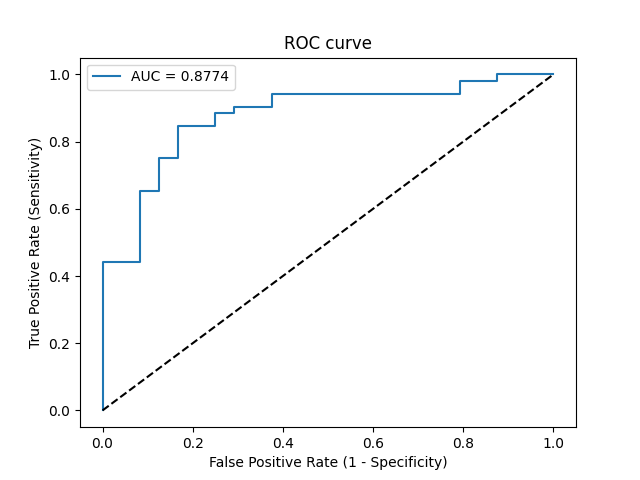 ROC curve
AUC = 0.8774
1.0
0.8
0.6
0.4
0.2
0.0
True Positive Rate (Sensitivity)
0.0 0.2 0.4 0.6 0.8 1.0
False Positive Rate (1 - Specificity)